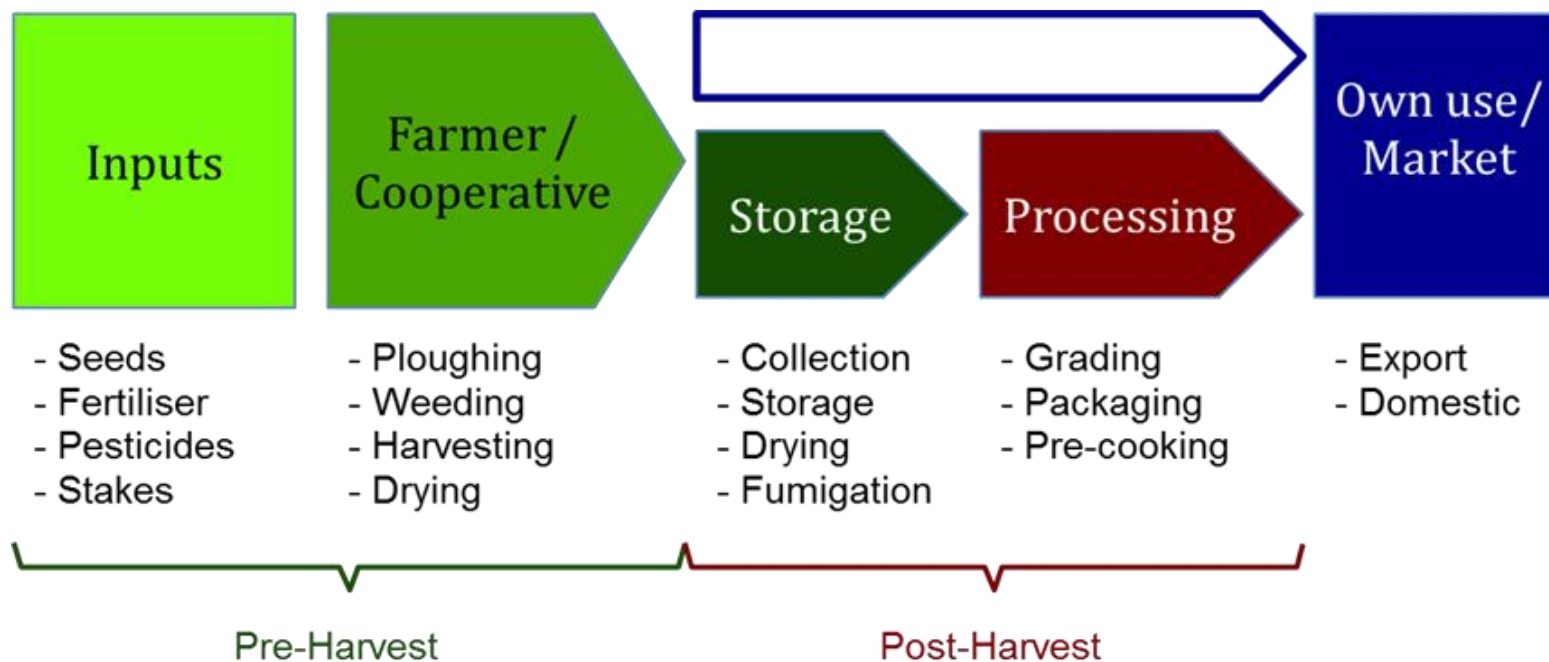 Inputs
Farmer /
Cooperative
Storage
Processing
Own use/
Market
- Seeds
- Fertiliser
- Pesticides
- Stakes
- Ploughing
- Weeding
- Harvesting
- Drying
- Collection
- Storage
- Drying
- Fumigation
- Grading
- Packaging
- Pre-cooking
- Export
- Domestic
Pre-Harvest
Post-Harvest